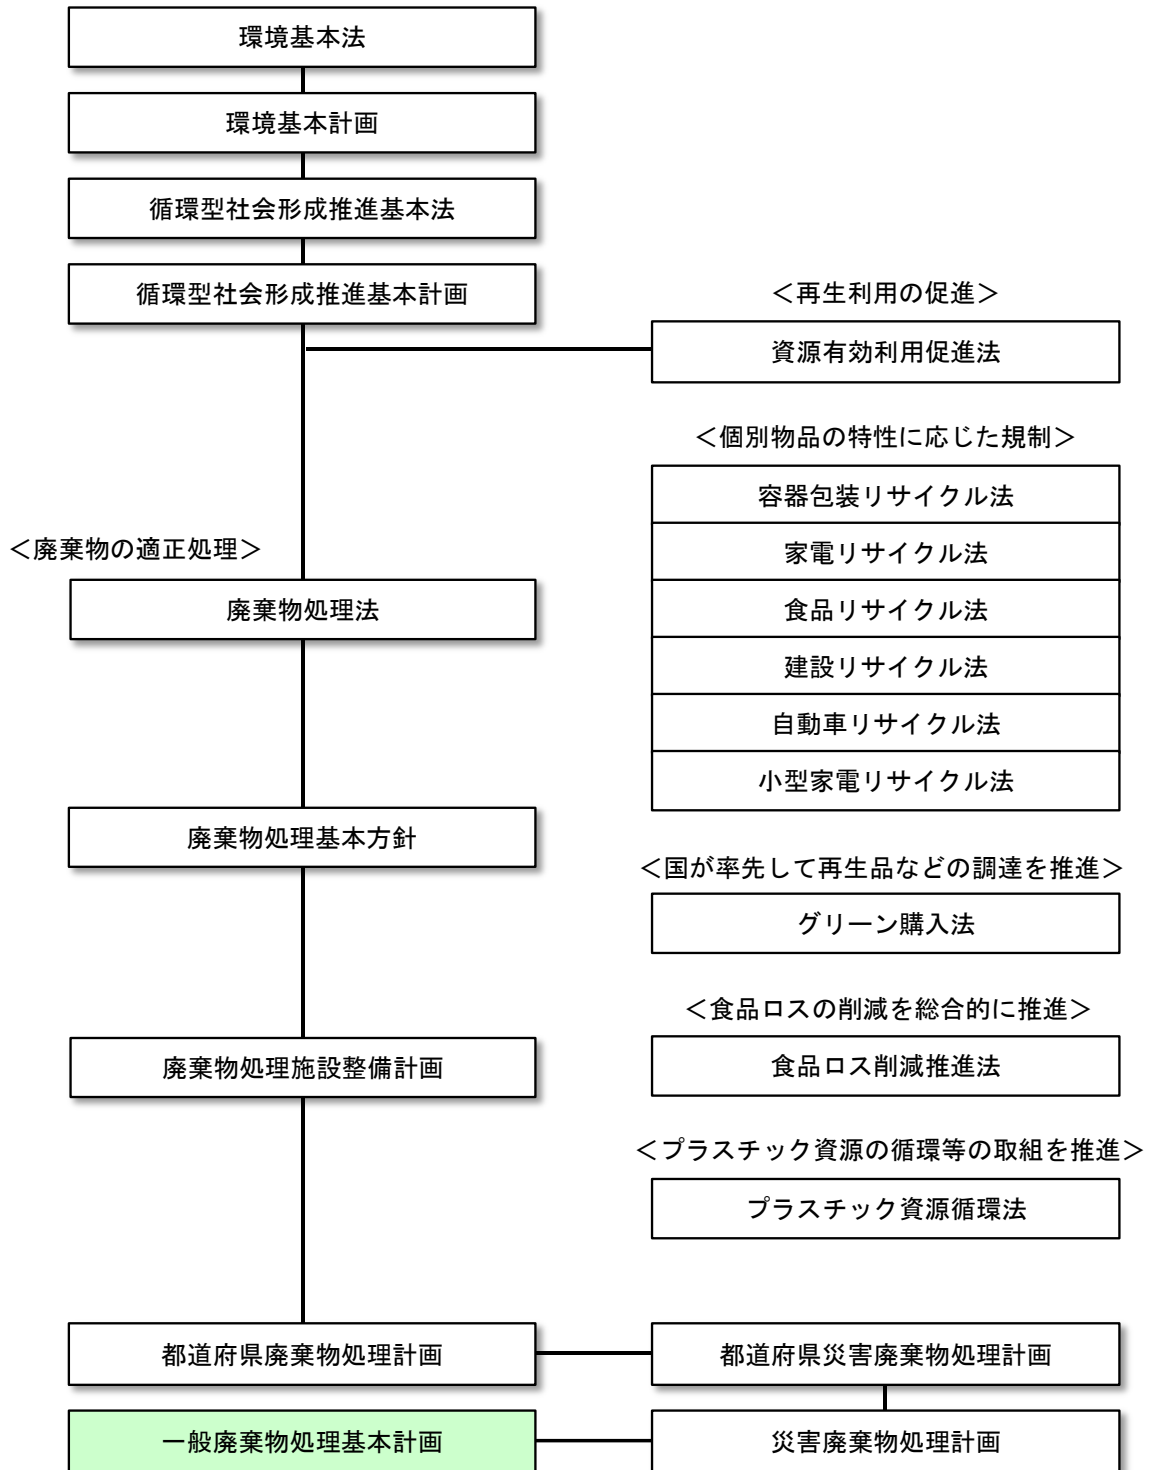 環境基本法
環境基本計画
循環型社会形成推進基本法
循環型社会形成推進基本計画
＜再生利用の促進＞
資源有効利用促進法
＜個別物品の特性に応じた規制＞
容器包装リサイクル法
家電リサイクル法
食品リサイクル法
建設リサイクル法
自動車リサイクル法
小型家電リサイクル法
＜廃棄物の適正処理＞
廃棄物処理法
廃棄物処理基本方針
＜国が率先して再生品などの調達を推進＞
グリーン購入法
＜食品ロスの削減を総合的に推進＞
食品ロス削減推進法
廃棄物処理施設整備計画
＜プラスチック資源の循環等の取組を推進＞
プラスチック資源循環法
都道府県廃棄物処理計画
都道府県災害廃棄物処理計画
一般廃棄物処理基本計画
災害廃棄物処理計画